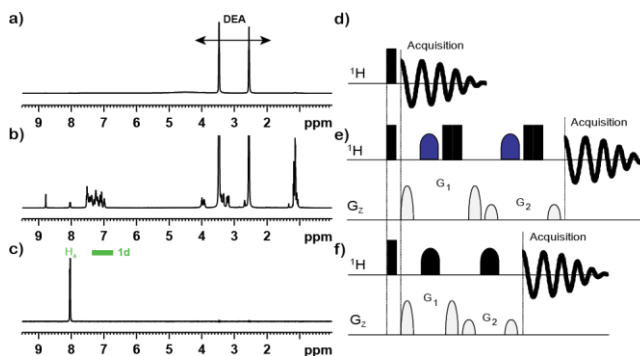 a)
DEA
9 8 7 6 5 4 3 2 ppm
b)
9 8 7 6 5 4 3 2 ppm
c)
Hₐ 1d
9 8 7 6 5 4 3 2 ppm
d)
Acquisition
¹H
e)
Acquisition
¹H
G₁
G₂
G_Z
f)
Acquisition
¹H
G₁
G₂
G_Z